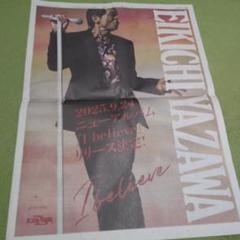 EIKICHI YAZAWA
2025.9.24
ニューアルバム
「I believe」
リリース決定!
I believe